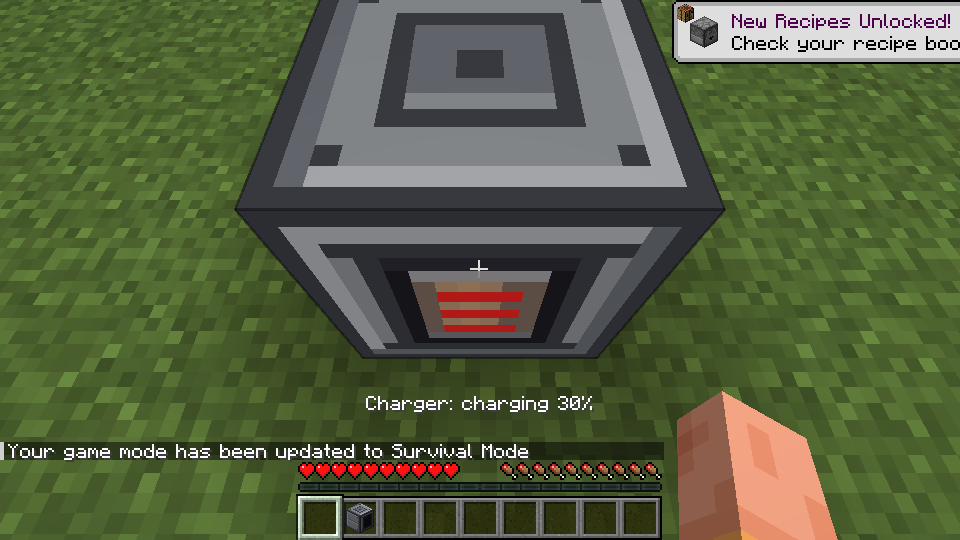 New Recipes Unlocked!
Check your recipe boo
Charger: charging 30%
Your game mode has been updated to Survival Mode